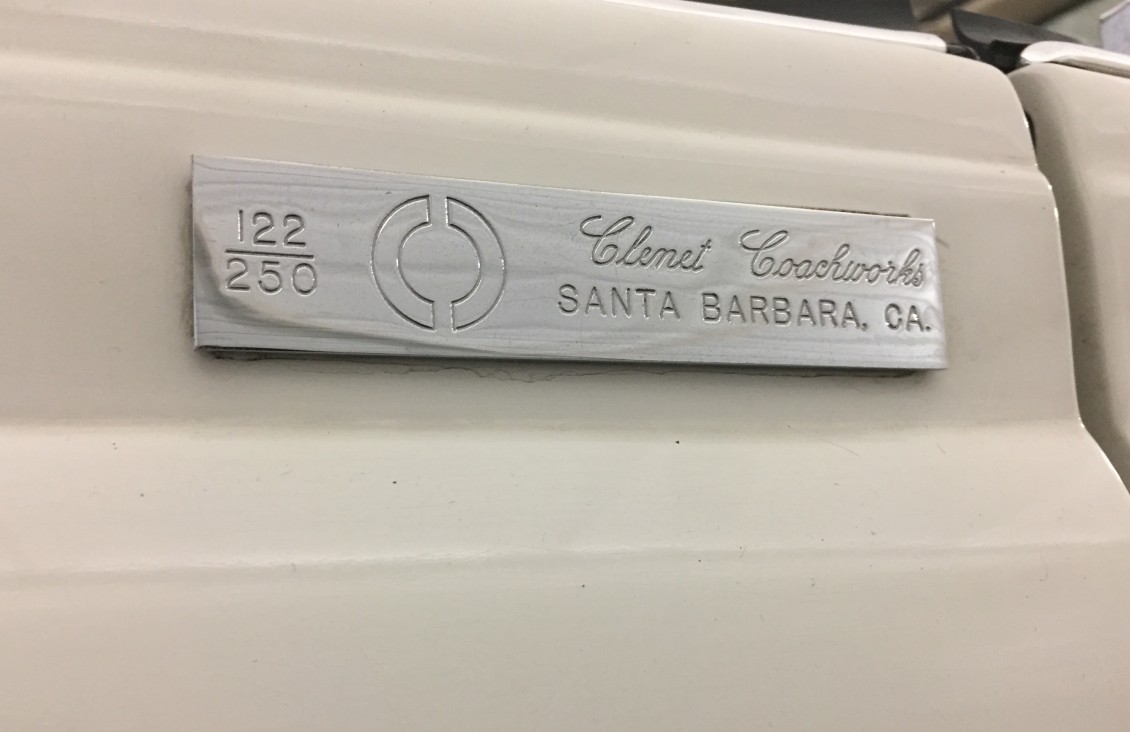 122
250
Clenet Coachworks
SANTA BARBARA, CA.